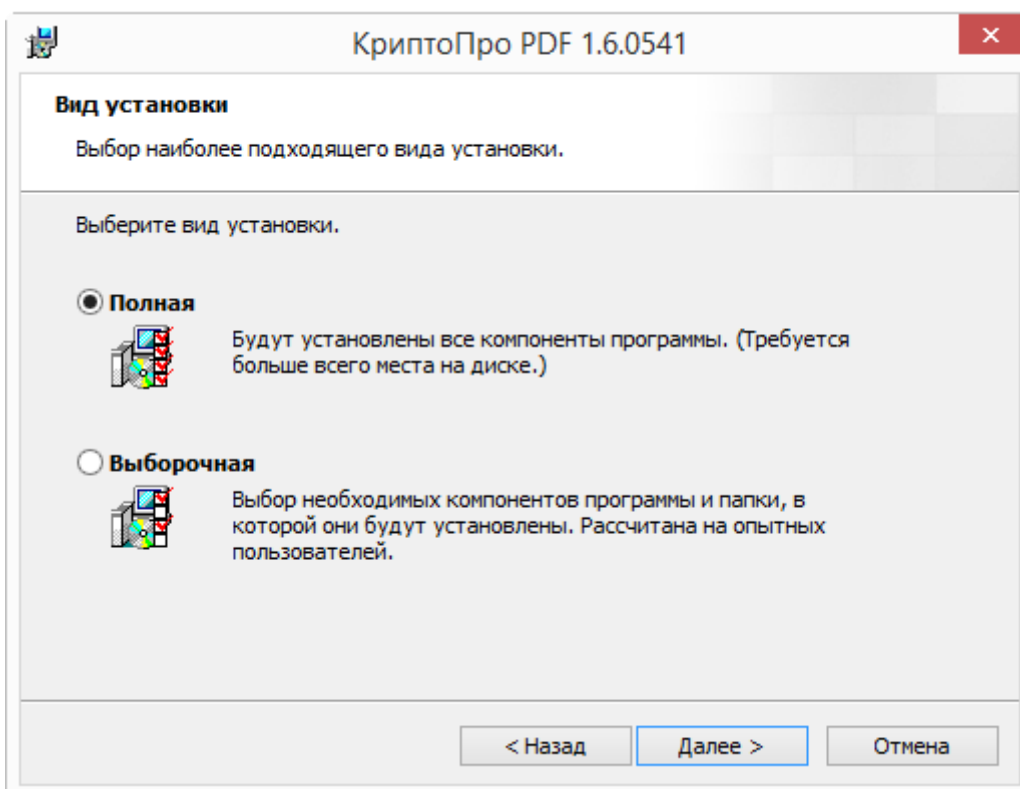 КриптоПро PDF 1.6.0541
Вид установки
Выбор наиболее подходящего вида установки.
Выберите вид установки.
Полная
Будут установлены все компоненты программы. (Требуется
больше всего места на диске.)
Выборочная
Выбор необходимых компонентов программы и папки, в
которой они будут установлены. Рассчитана на опытных
пользователей.
< Назад
Далее >
Отмена